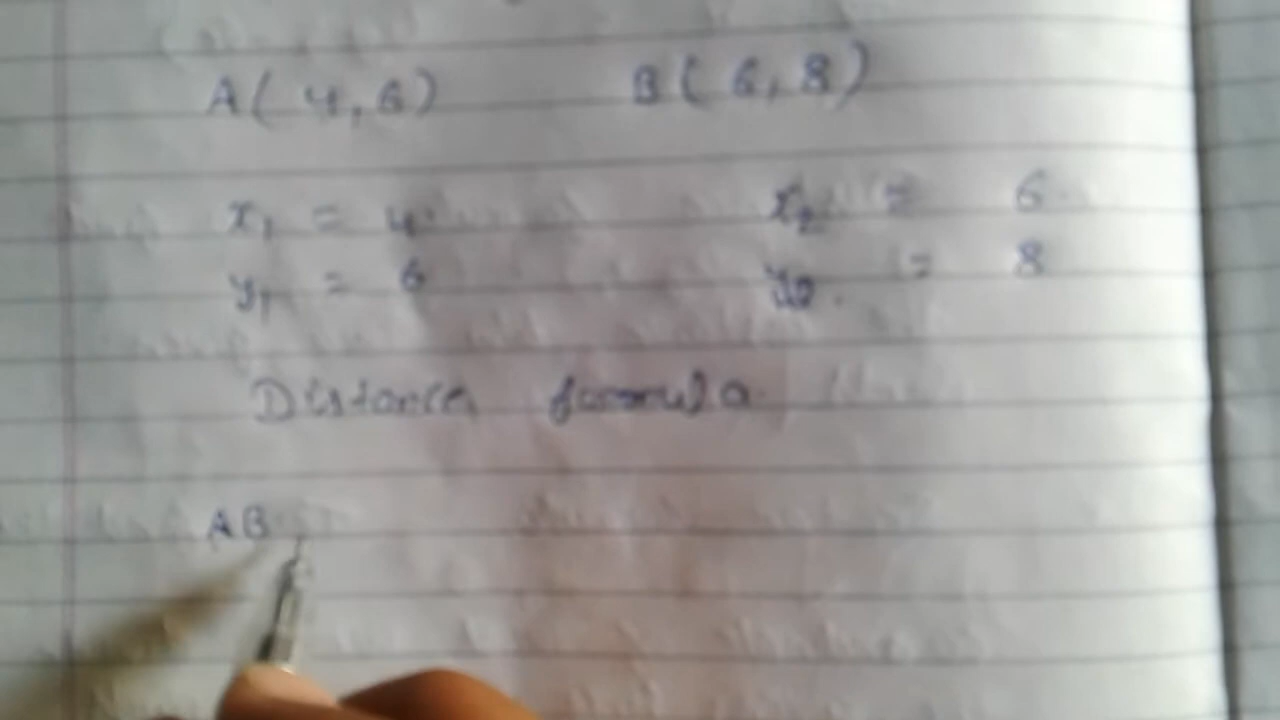 A( 4,6) B( 6,8)
x₁ = 4 x₂ = 6
y₁ = 6 y₂ = 8
Distance formula
AB